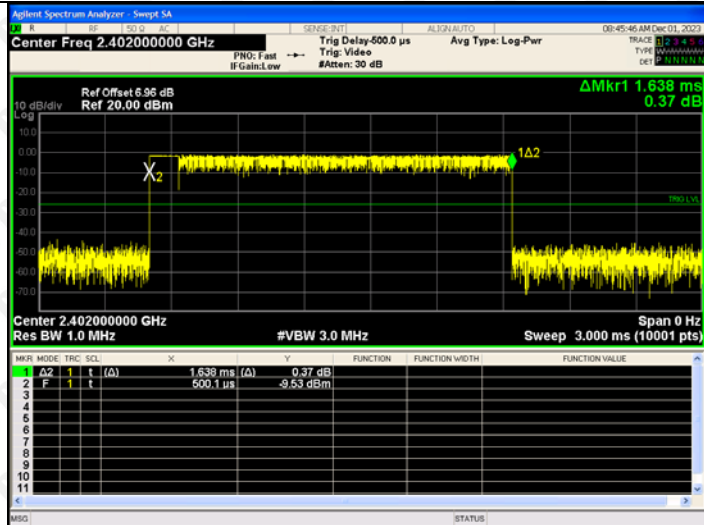 Agilent Spectrum Analyzer - Swept SA
R RF 50 Ω AC SENSE:INT ALIGN AUTO 08:45:46 AM Dec 01, 2023
Center Freq 2.402000000 GHz Trig Delay-500.0 µs Avg Type: Log-Pwr TRACE 1 2 3 4 5 6
PNO: Fast Trig: Video TYPE
IFGain:Low #Atten: 30 dB DET P N N N N N
ΔMkr1 1.638 ms
0.37 dB
Ref Offset 6.96 dB
10 dB/div Ref 20.00 dBm
Log
10.0
0.00
-10.0
-20.0
-30.0
-40.0
-50.0
-60.0
-70.0
X2
1Δ2
TRIG LVL
Center 2.402000000 GHz Span 0 Hz
Res BW 1.0 MHz #VBW 3.0 MHz Sweep 3.000 ms (10001 pts)
MKR MODE TRC SCL X Y FUNCTION FUNCTION WIDTH FUNCTION VALUE
1 Δ2 1 t (Δ) 1.638 ms (Δ) 0.37 dB
2 F 1 t 500.1 µs -9.53 dBm
3
4
5
6
7
8
9
10
11
MSG STATUS